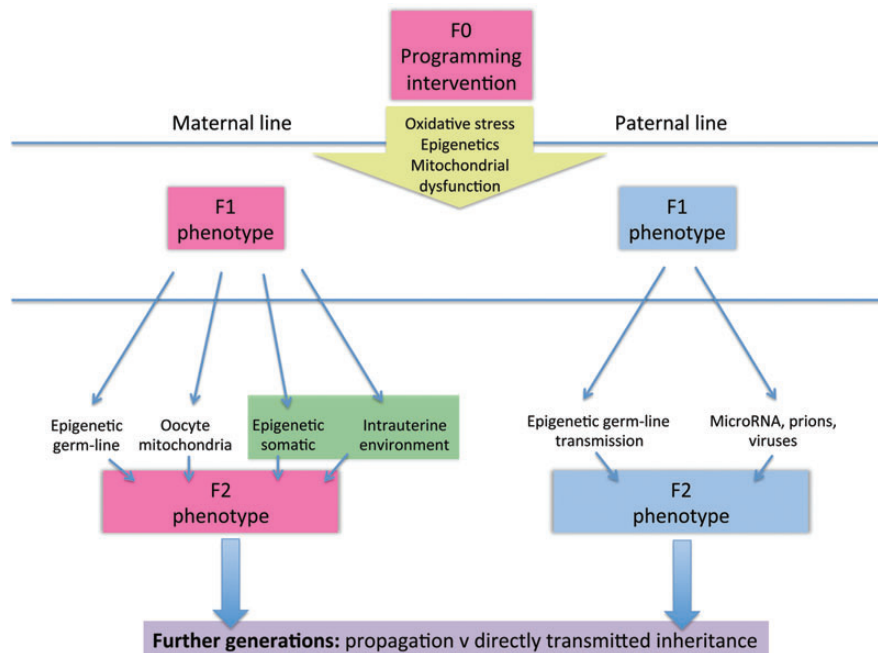 F0
Programming
intervention
Maternal line
Paternal line
Oxidative stress
Epigenetics
Mitochondrial
dysfunction
F1
phenotype
F1
phenotype
Epigenetic
germ-line
Oocyte
mitochondria
Epigenetic
somatic
Intrauterine
environment
Epigenetic germ-line
transmission
MicroRNA, prions,
viruses
F2
phenotype
F2
phenotype
Further generations: propagation v directly transmitted inheritance